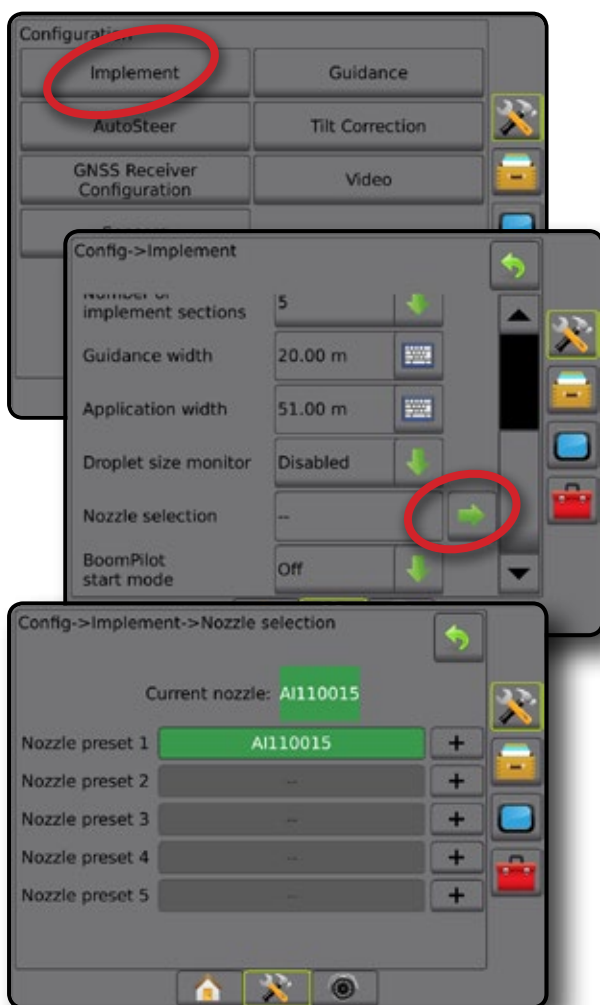 Configuration
Implement
Guidance
AutoSteer
Tilt Correction
GNSS Receiver
Configuration
Video
Config->Implement
Number of
implement sections
5
Guidance width
20.00 m
Application width
51.00 m
Droplet size monitor
Disabled
Nozzle selection
--
BoomPilot
start mode
Off
Config->Implement->Nozzle selection
Current nozzle: AI110015
Nozzle preset 1
AI110015
+
Nozzle preset 2
--
+
Nozzle preset 3
--
+
Nozzle preset 4
--
+
Nozzle preset 5
--
+